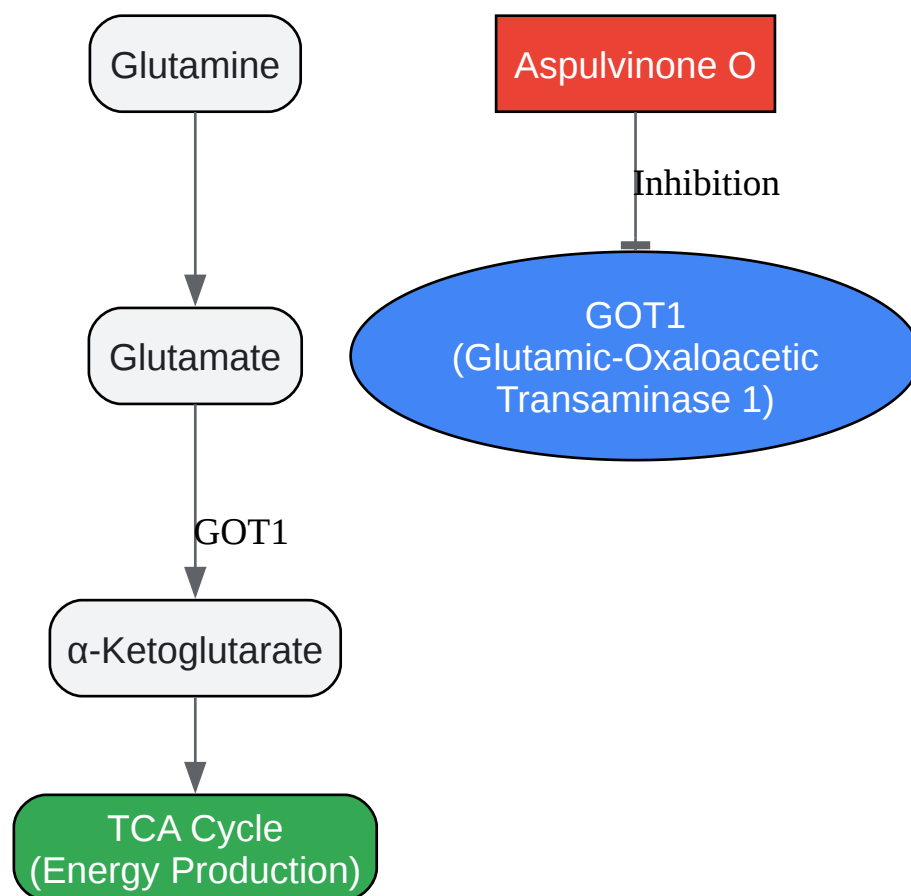 Glutamine
Aspulvinone O
Inhibition
Glutamate
GOT1
(Glutamic-Oxaloacetic
Transaminase 1)
GOT1
α-Ketoglutarate
TCA Cycle
(Energy Production)